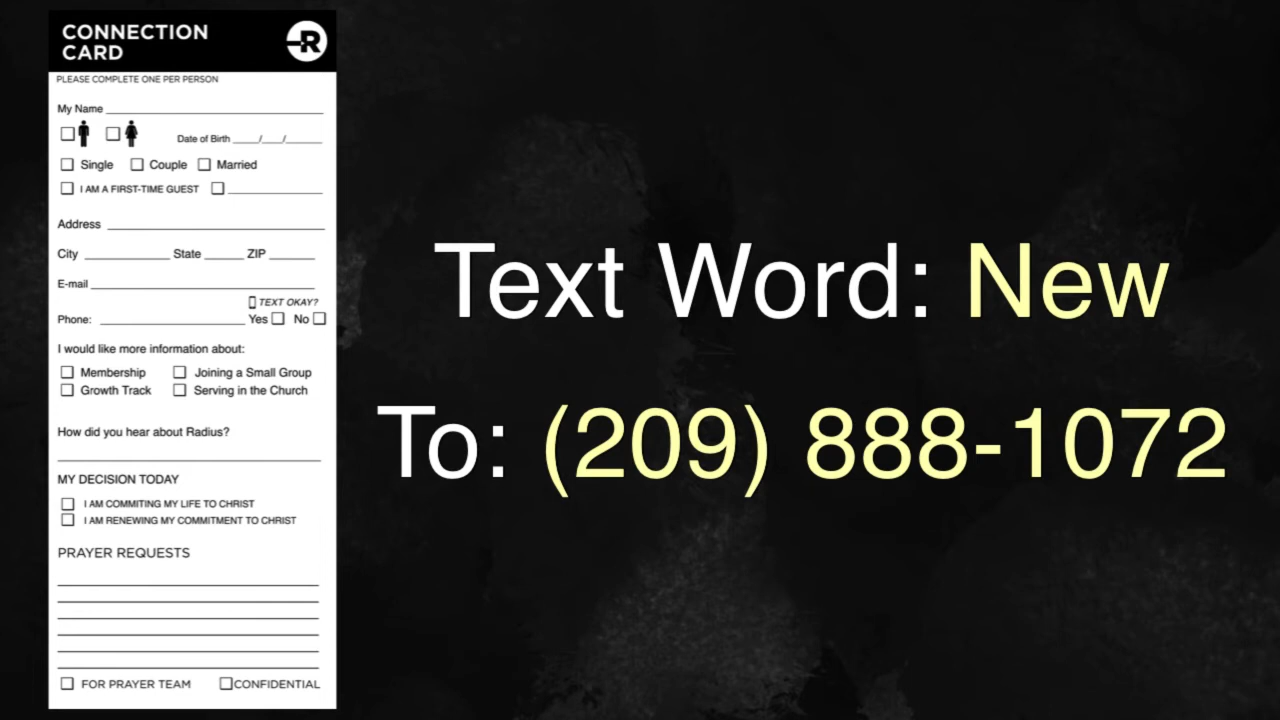 CONNECTION
CARD
R
PLEASE COMPLETE ONE PER PERSON
My Name
Date of Birth ____/____/______
Single Couple Married
I AM A FIRST-TIME GUEST
Address
City State ZIP
E-mail
TEXT OKAY?
Phone: Yes No
I would like more information about:
Membership Joining a Small Group
Growth Track Serving in the Church
How did you hear about Radius?
MY DECISION TODAY
I AM COMMITING MY LIFE TO CHRIST
I AM RENEWING MY COMMITMENT TO CHRIST
PRAYER REQUESTS
FOR PRAYER TEAM CONFIDENTIAL
Text Word: New
To: (209) 888-1072